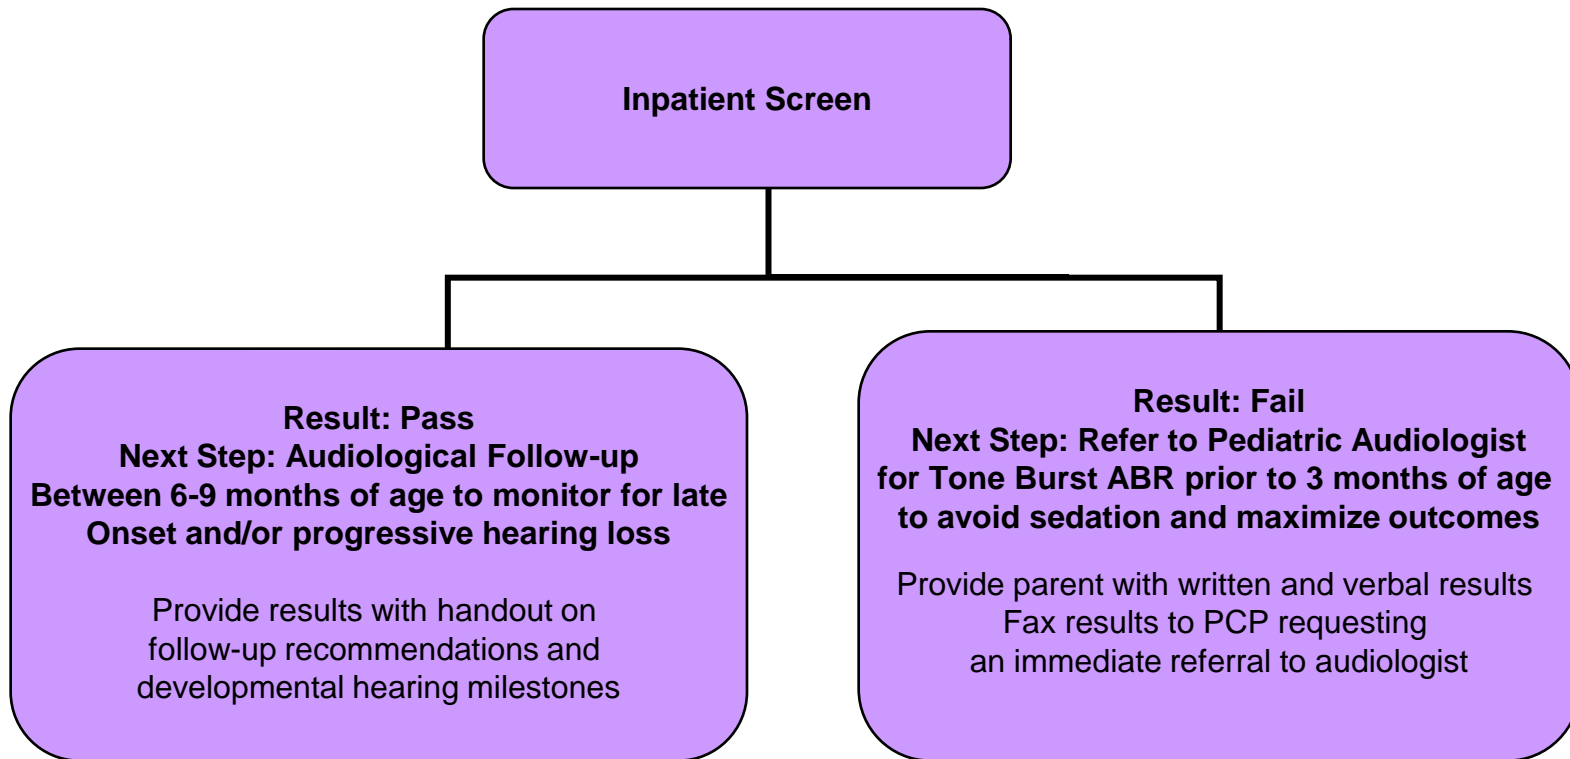 Inpatient Screen
Result: Pass
Next Step: Audiological Follow-up
Between 6-9 months of age to monitor for late
Onset and/or progressive hearing loss
Provide results with handout on
follow-up recommendations and
developmental hearing milestones
Result: Fail
Next Step: Refer to Pediatric Audiologist
for Tone Burst ABR prior to 3 months of age
to avoid sedation and maximize outcomes
Provide parent with written and verbal results
Fax results to PCP requesting
an immediate referral to audiologist